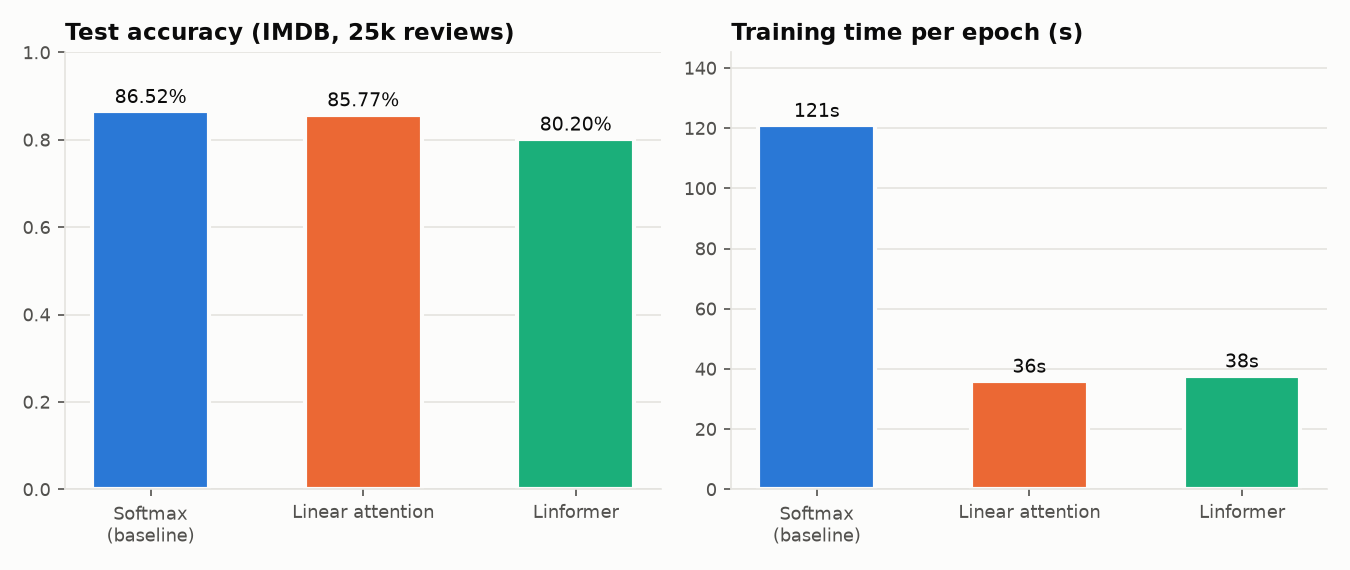 Test accuracy (IMDB, 25k reviews)
1.0
0.8
0.6
0.4
0.2
0.0
86.52%
85.77%
80.20%
Softmax
(baseline)
Linear attention
Linformer
Training time per epoch (s)
140
120
100
80
60
40
20
0
121s
36s
38s
Softmax
(baseline)
Linear attention
Linformer